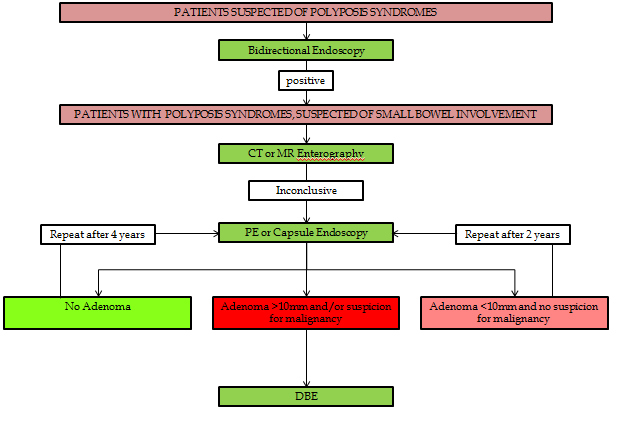 PATIENTS SUSPECTED OF POLYPOSIS SYNDROMES
Bidirectional Endoscopy
positive
PATIENTS WITH POLYPOSIS SYNDROMES, SUSPECTED OF SMALL BOWEL INVOLVEMENT
CT or MR Enterography
Inconclusive
Repeat after 4 years
PE or Capsule Endoscopy
Repeat after 2 years
No Adenoma
Adenoma >10mm and/or suspicion
for malignancy
Adenoma <10mm and no suspicion
for malignancy
DBE